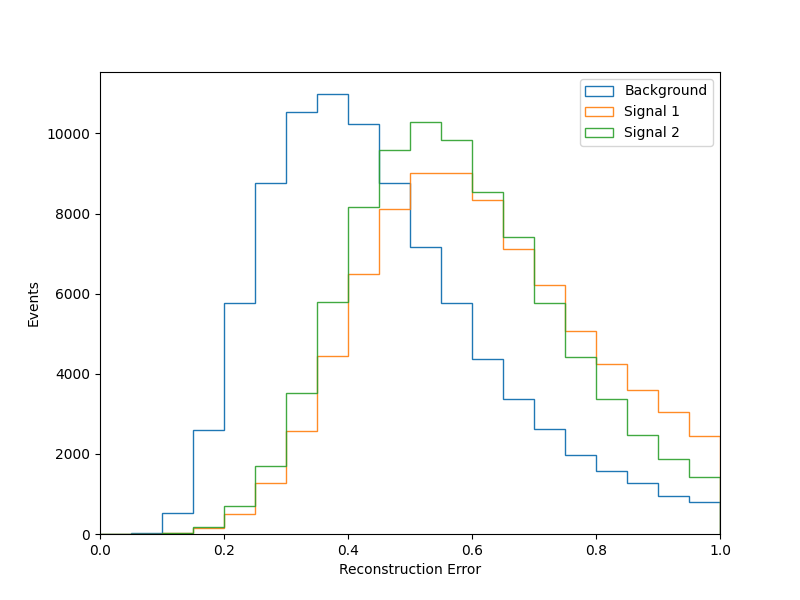 Background
Signal 1
Signal 2
10000
8000
6000
4000
2000
0
Events
0.0 0.2 0.4 0.6 0.8 1.0
Reconstruction Error